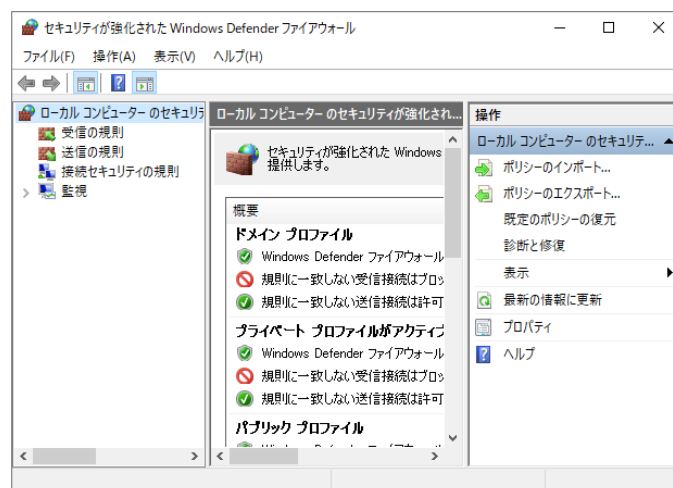 セキュリティが強化された Windows Defender ファイアウォール
ファイル(F) 操作(A) 表示(V) ヘルプ(H)
ローカル コンピューター のセキュリテ
受信の規則
送信の規則
接続セキュリティの規則
監視
ローカル コンピューター のセキュリティが強化され...
セキュリティが強化された Windows
提供します。
概要
ドメイン プロファイル
Windows Defender ファイアウォール
規則に一致しない受信接続はブロッ
規則に一致しない送信接続は許可
プライベート プロファイルがアクティブ
Windows Defender ファイアウォール
規則に一致しない受信接続はブロッ
規則に一致しない送信接続は許可
パブリック プロファイル
操作
ローカル コンピューター のセキュリテ...
ポリシーのインポート...
ポリシーのエクスポート...
既定のポリシーの復元
診断と修復
表示
最新の情報に更新
プロパティ
ヘルプ